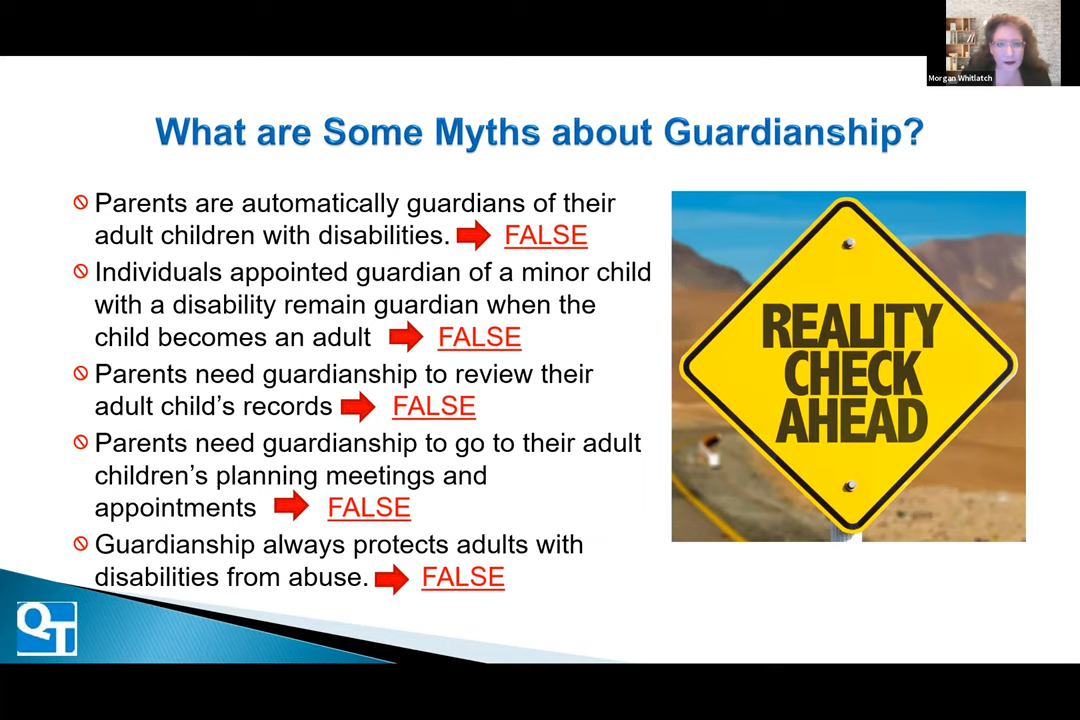 Morgan Whitlatch
What are Some Myths about Guardianship?
Parents are automatically guardians of their
adult children with disabilities. FALSE
Individuals appointed guardian of a minor child
with a disability remain guardian when the
child becomes an adult FALSE
Parents need guardianship to review their
adult child’s records FALSE
Parents need guardianship to go to their adult
children’s planning meetings and
appointments FALSE
Guardianship always protects adults with
disabilities from abuse. FALSE
REALITY
CHECK
AHEAD
QT